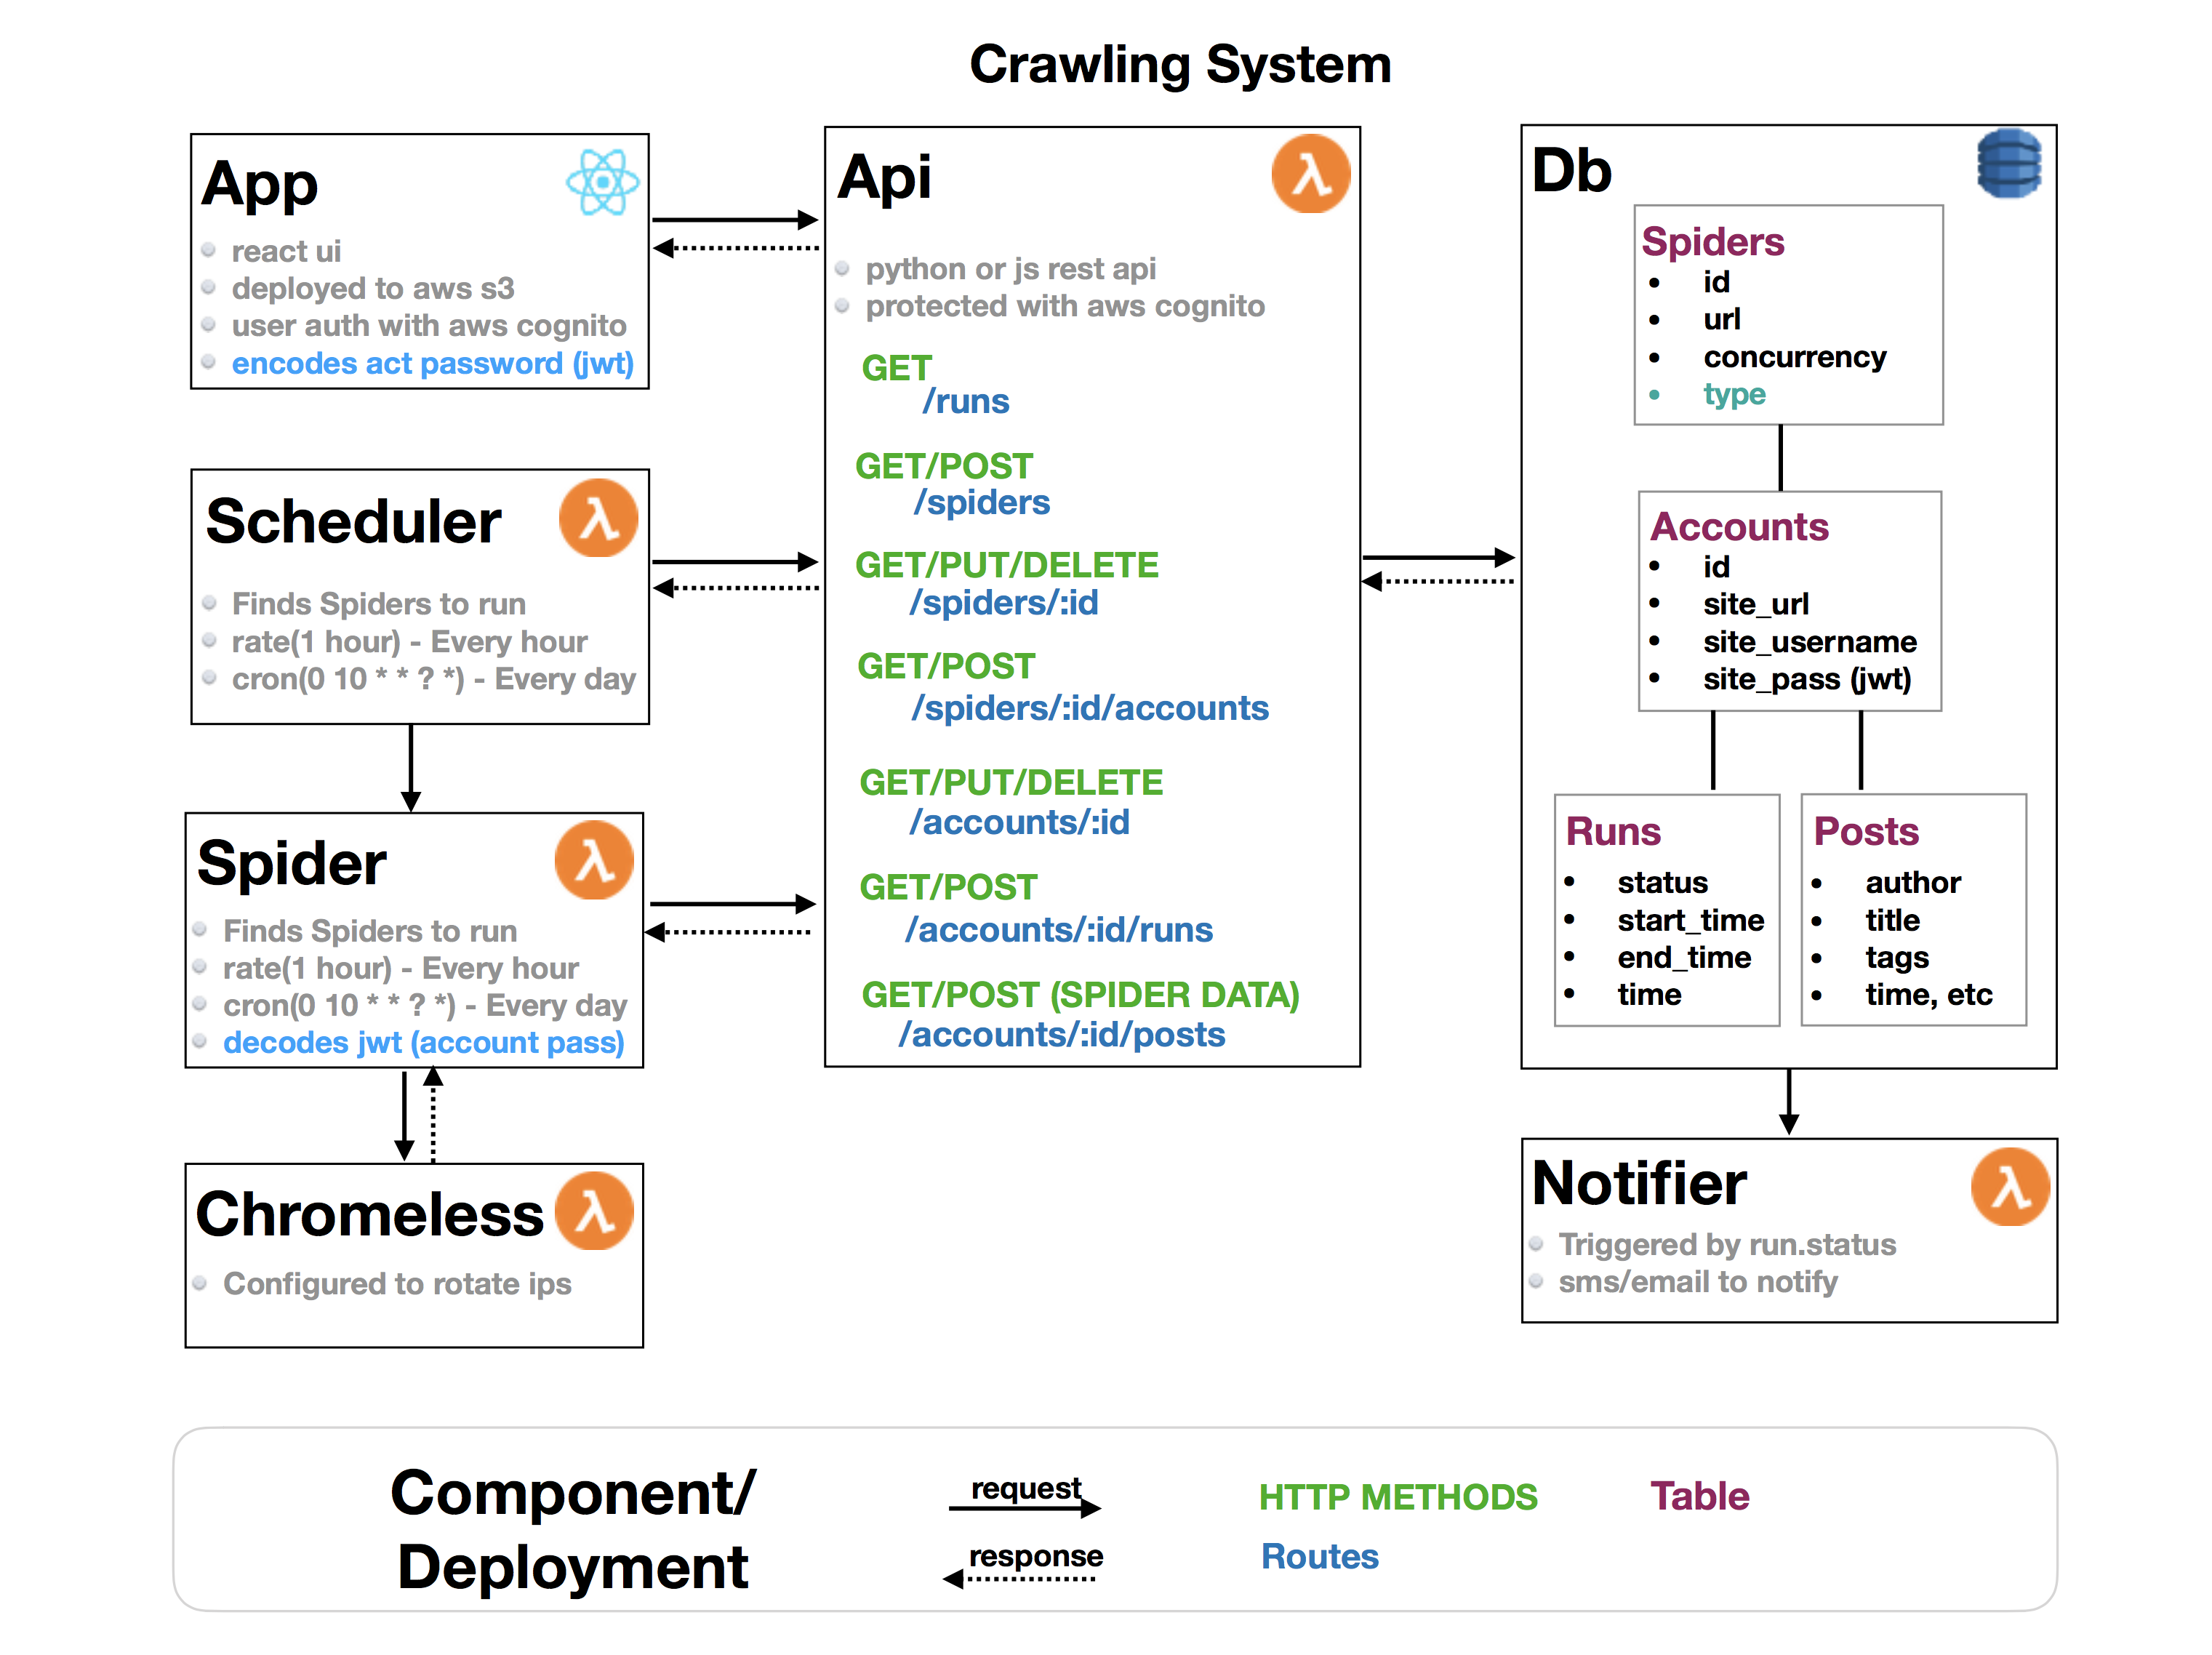 Crawling System
App
react ui
deployed to aws s3
user auth with aws cognito
encodes act password (jwt)
Scheduler
Finds Spiders to run
rate(1 hour) - Every hour
cron(0 10 * * ? *) - Every day
Spider
Finds Spiders to run
rate(1 hour) - Every hour
cron(0 10 * * ? *) - Every day
decodes jwt (account pass)
Chromeless
Configured to rotate ips
Api
python or js rest api
protected with aws cognito
GET
/runs
GET/POST
/spiders
GET/PUT/DELETE
/spiders/:id
GET/POST
/spiders/:id/accounts
GET/PUT/DELETE
/accounts/:id
GET/POST
/accounts/:id/runs
GET/POST (SPIDER DATA)
/accounts/:id/posts
Db
Spiders
id
url
concurrency
type
Accounts
id
site_url
site_username
site_pass (jwt)
Runs
status
start_time
end_time
time
Posts
author
title
tags
time, etc
Notifier
Triggered by run.status
sms/email to notify
Component/
Deployment
request
response
HTTP METHODS
Routes
Table